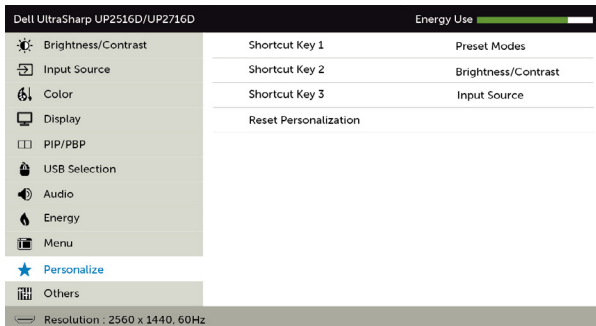 Dell UltraSharp UP2516D/UP2716D Energy Use
Brightness/Contrast Shortcut Key 1 Preset Modes
Input Source Shortcut Key 2 Brightness/Contrast
Color Shortcut Key 3 Input Source
Display Reset Personalization
PIP/PBP
USB Selection
Audio
Energy
Menu
Personalize
Others
Resolution : 2560 x 1440, 60Hz